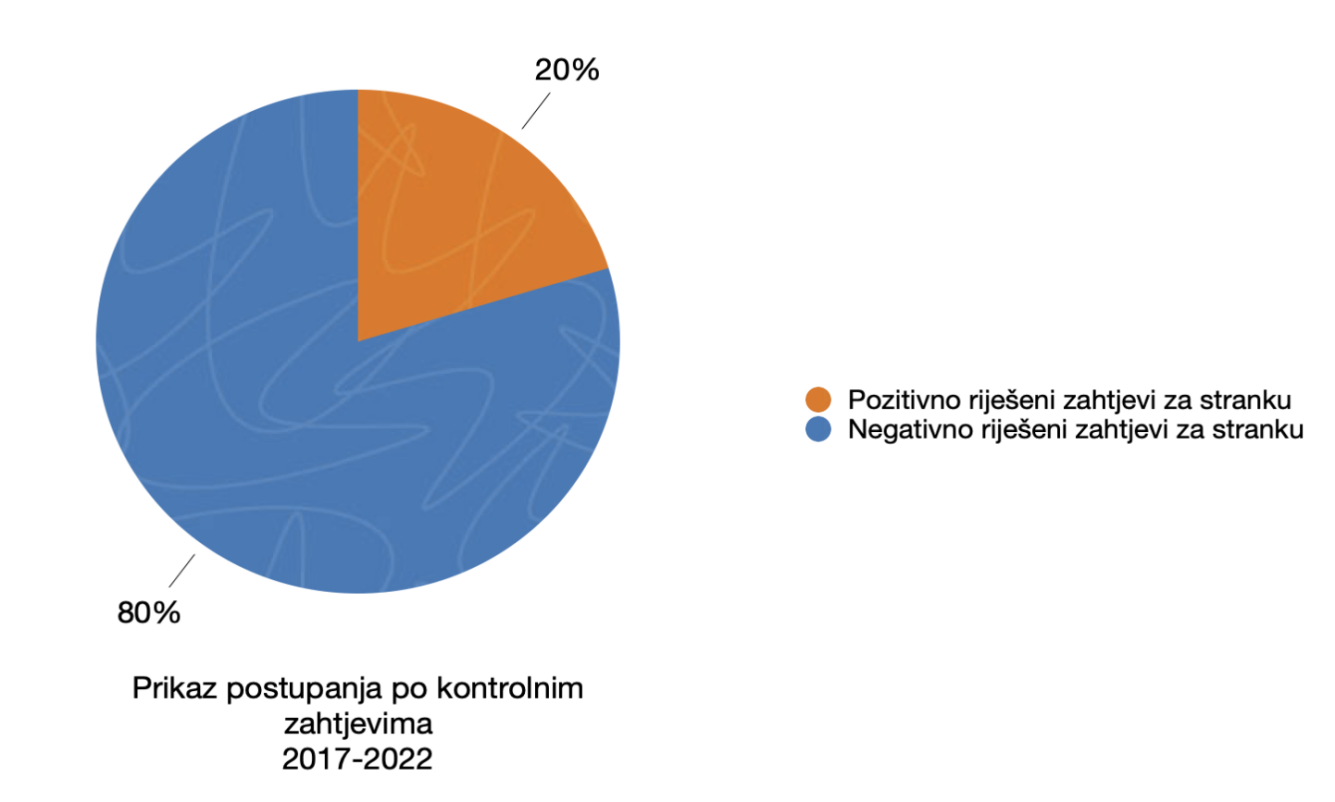 20%
80%
Pozitivno riješeni zahtjevi za stranku
Negativno riješeni zahtjevi za stranku
Prikaz postupanja po kontrolnim
zahtjevima
2017-2022